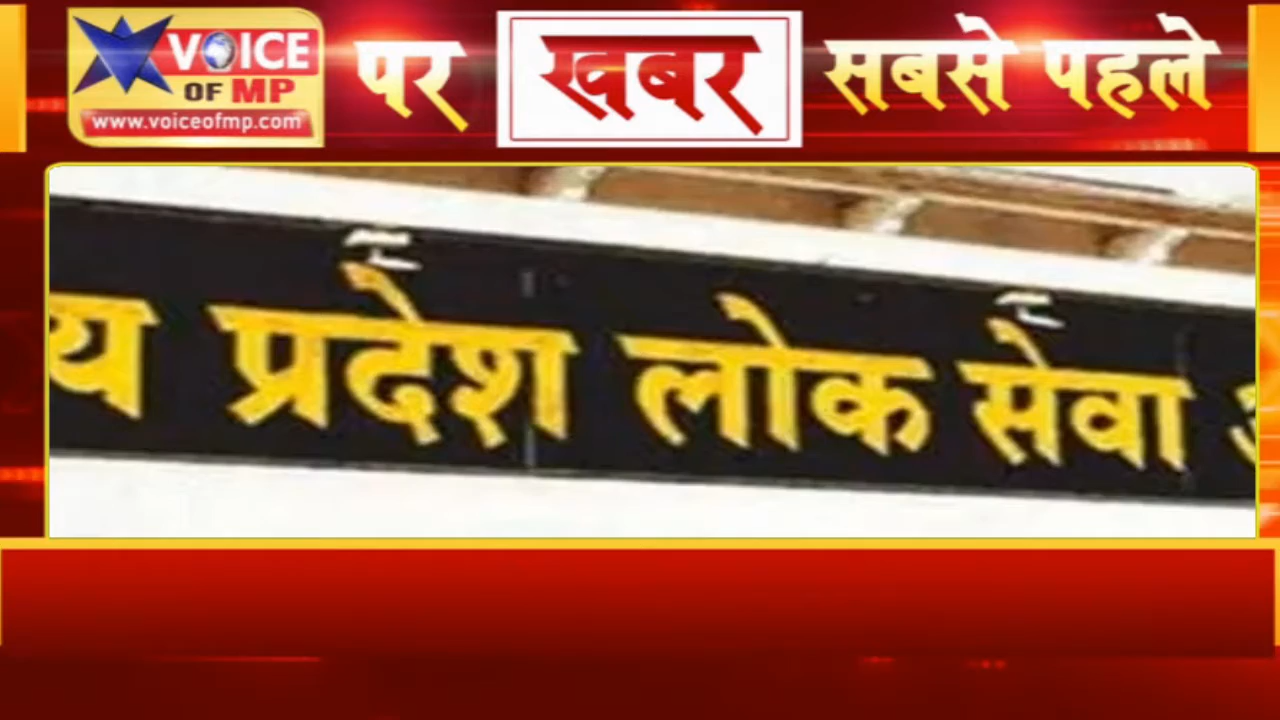 VOICE
OF MP
www.voiceofmp.com
पर खबर सबसे पहले
य प्रदेश लोक सेवा